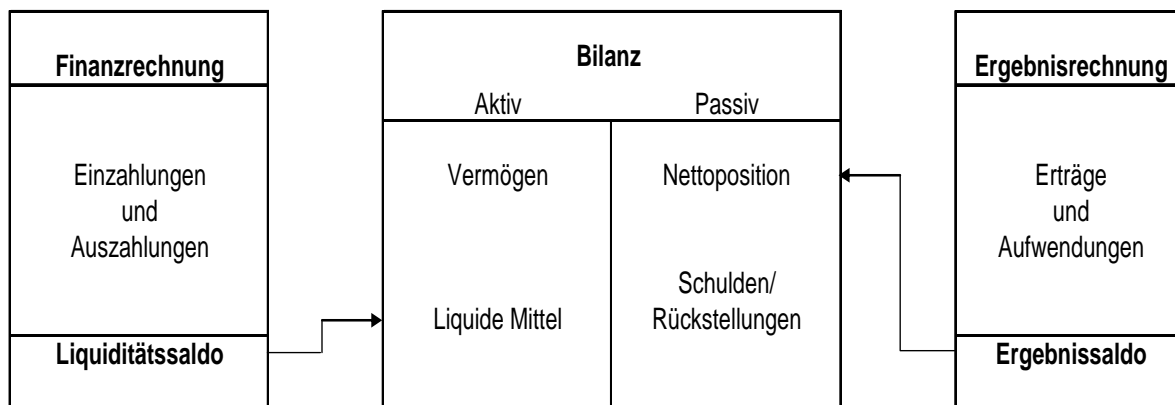 Finanzrechnung
Einzahlungen
und
Auszahlungen
Liquiditätssaldo
Bilanz
Aktiv Passiv
Vermögen Nettoposition
Schulden/
Liquide Mittel Rückstellungen
Ergebnisrechnung
Erträge
und
Aufwendungen
Ergebnissaldo